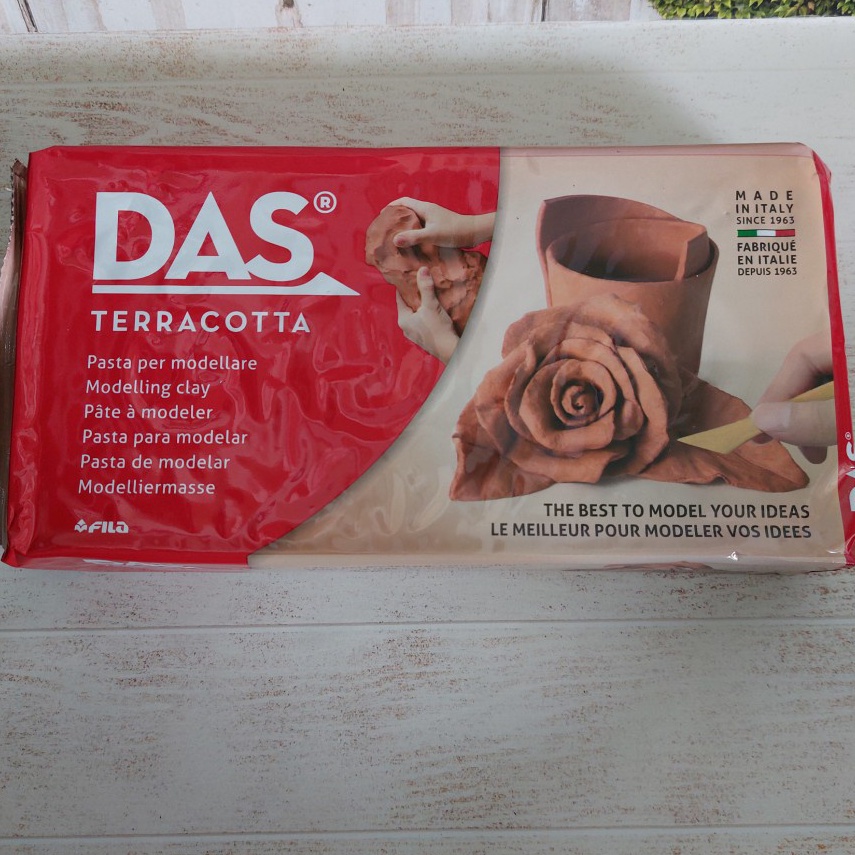 DAS®
TERRACOTTA
Pasta per modellare
Modelling clay
Pâte à modeler
Pasta para modelar
Pasta de modelar
Modelliermasse
FILA
MADE
IN ITALY
SINCE 1963
FABRIQUÉ
EN ITALIE
DEPUIS 1963
THE BEST TO MODEL YOUR IDEAS
LE MEILLEUR POUR MODELER VOS IDEES
DAS®